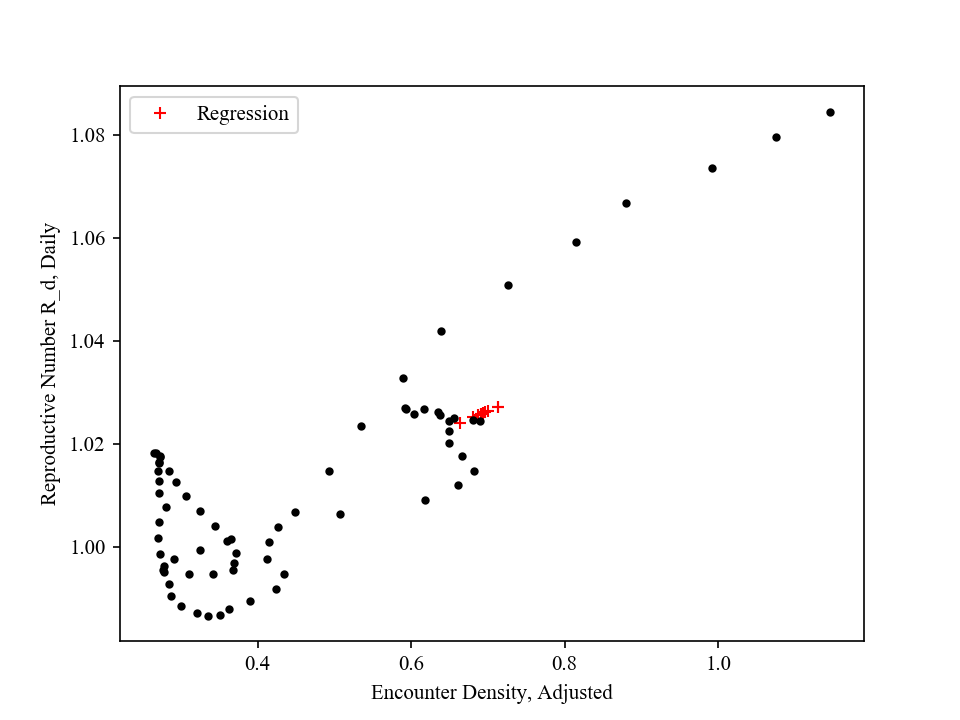 Regression
1.08
1.06
1.04
1.02
1.00
Reproductive Number R_d, Daily
0.4 0.6 0.8 1.0
Encounter Density, Adjusted